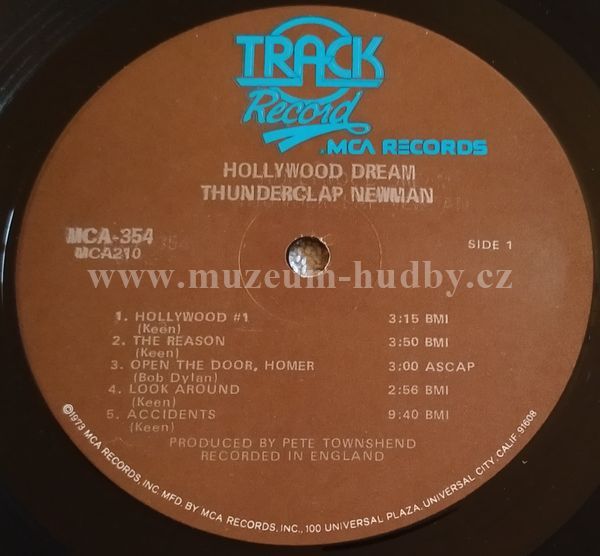 TRACK
Record
MCA RECORDS
HOLLYWOOD DREAM
THUNDERCLAP NEWMAN
MCA-354
MCA210
SIDE 1
www.muzeum-hudby.cz
1. HOLLYWOOD #1 3:15 BMI
(Keen)
2. THE REASON 3:50 BMI
(Keen)
3. OPEN THE DOOR, HOMER 3:00 ASCAP
(Bob Dylan)
4. LOOK AROUND 2:56 BMI
(Keen)
5. ACCIDENTS 9:40 BMI
(Keen)
PRODUCED BY PETE TOWNSHEND
RECORDED IN ENGLAND
©1973 MCA RECORDS, INC. MFD. BY MCA RECORDS, INC., 100 UNIVERSAL PLAZA, UNIVERSAL CITY, CALIF. 91608